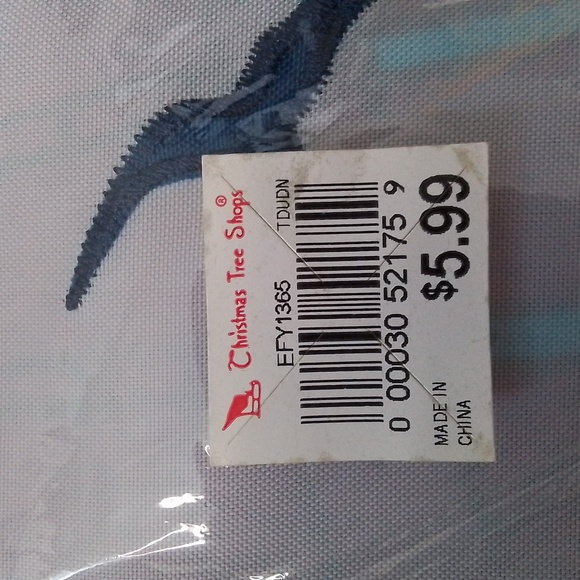 Christmas Tree Shops®
EFY1365 TDUDN
0 00030 52175 9
MADE IN
CHINA
$5.99